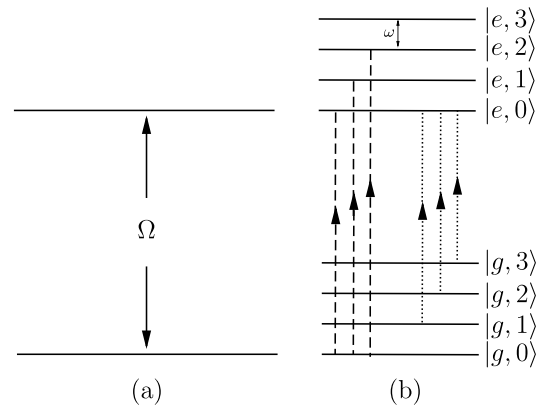 Ω
(a)
|e, 3⟩
ω
|e, 2⟩
|e, 1⟩
|e, 0⟩
|g, 3⟩
|g, 2⟩
|g, 1⟩
|g, 0⟩
(b)